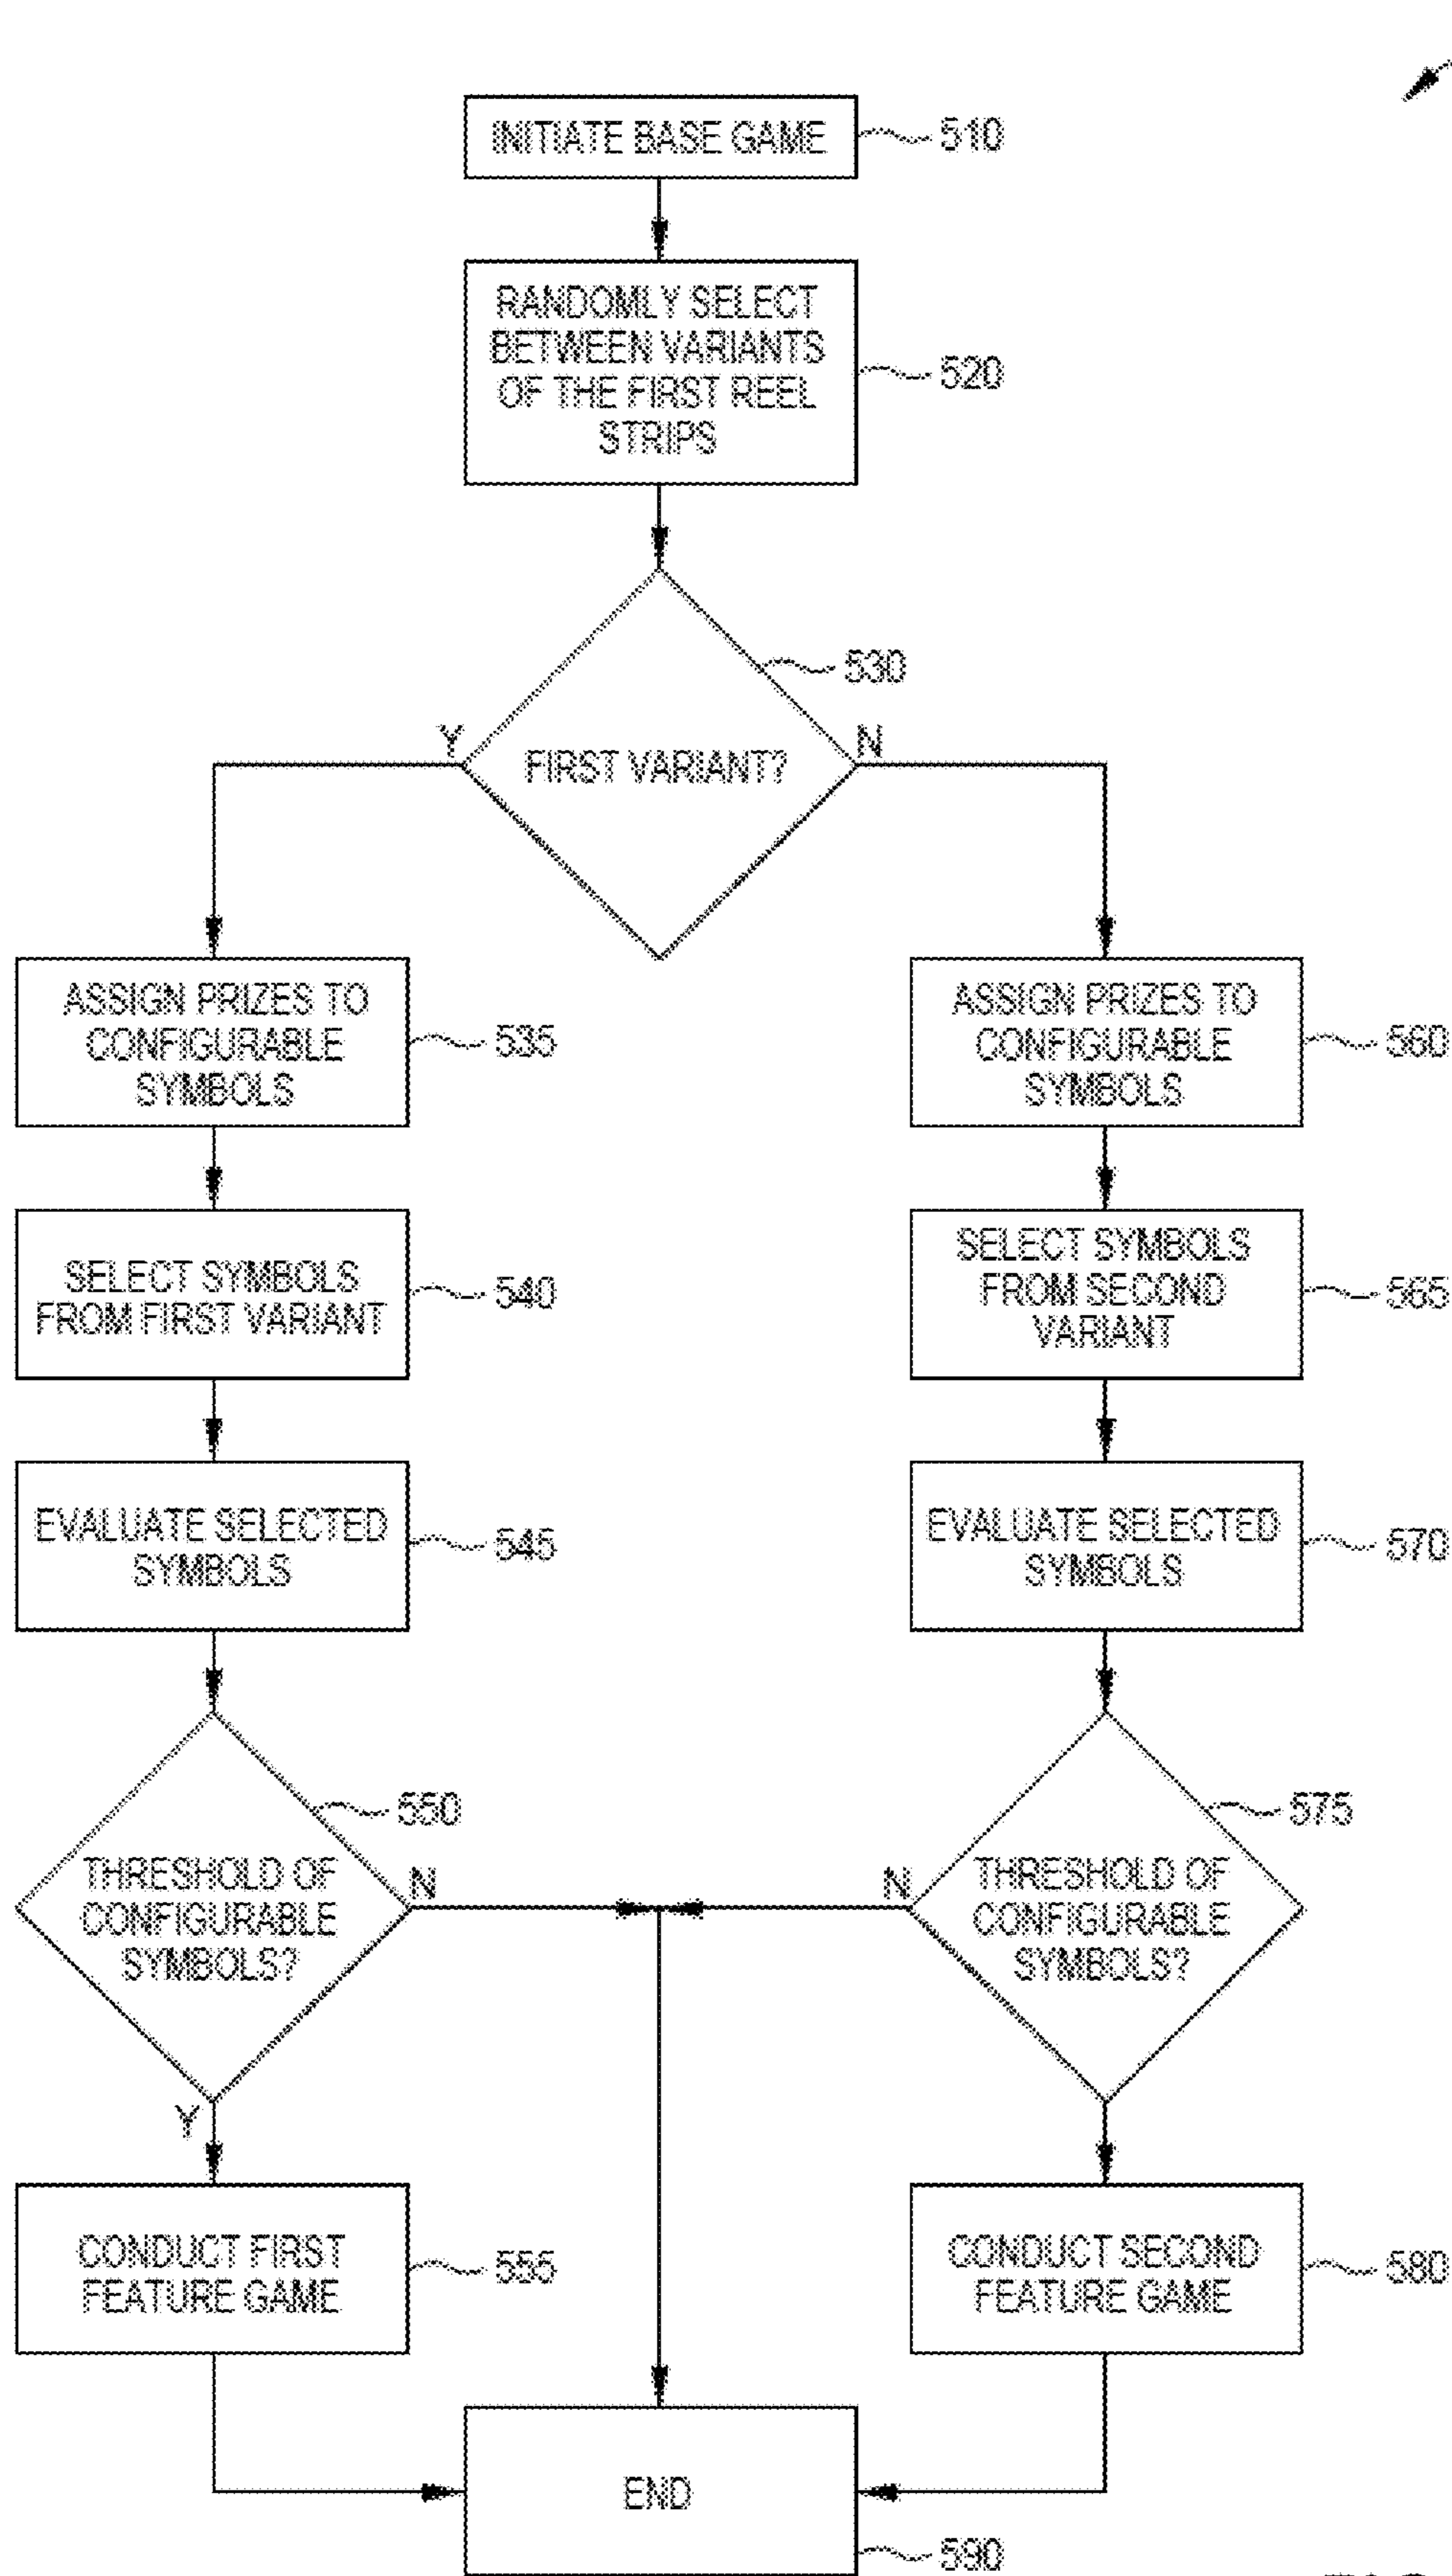 INITIATE BASE GAME
510
RANDOMLY SELECT
BETWEEN VARIANTS
OF THE FIRST REEL
STRIPS
520
530
Y
FIRST VARIANT?
N
ASSIGN PRIZES TO
CONFIGURABLE
SYMBOLS
535
ASSIGN PRIZES TO
CONFIGURABLE
SYMBOLS
560
SELECT SYMBOLS
FROM FIRST VARIANT
540
SELECT SYMBOLS
FROM SECOND
VARIANT
565
EVALUATE SELECTED
SYMBOLS
545
EVALUATE SELECTED
SYMBOLS
570
550
THRESHOLD OF
CONFIGURABLE
SYMBOLS?
N
Y
575
N
THRESHOLD OF
CONFIGURABLE
SYMBOLS?
CONDUCT FIRST
FEATURE GAME
555
CONDUCT SECOND
FEATURE GAME
580
END
590